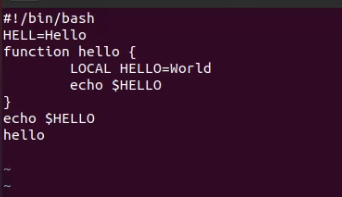 #!/bin/bash
HELL=Hello
function hello {
        LOCAL HELLO=World
        echo $HELLO
}
echo $HELLO
hello
~
~